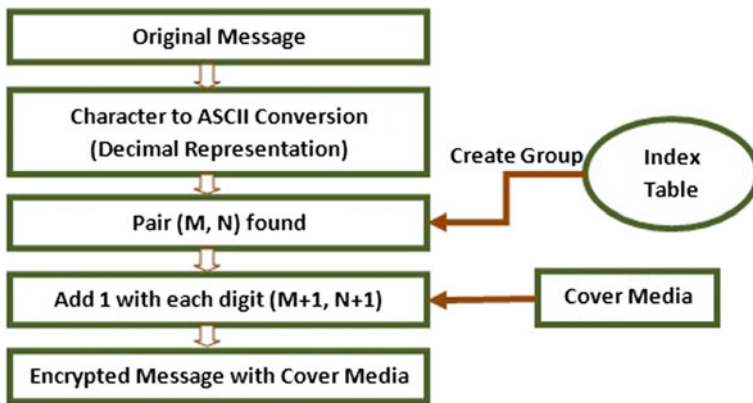 Original Message
Character to ASCII Conversion
(Decimal Representation)
Create Group
Index
Table
Pair (M, N) found
Add 1 with each digit (M+1, N+1)
Cover Media
Encrypted Message with Cover Media